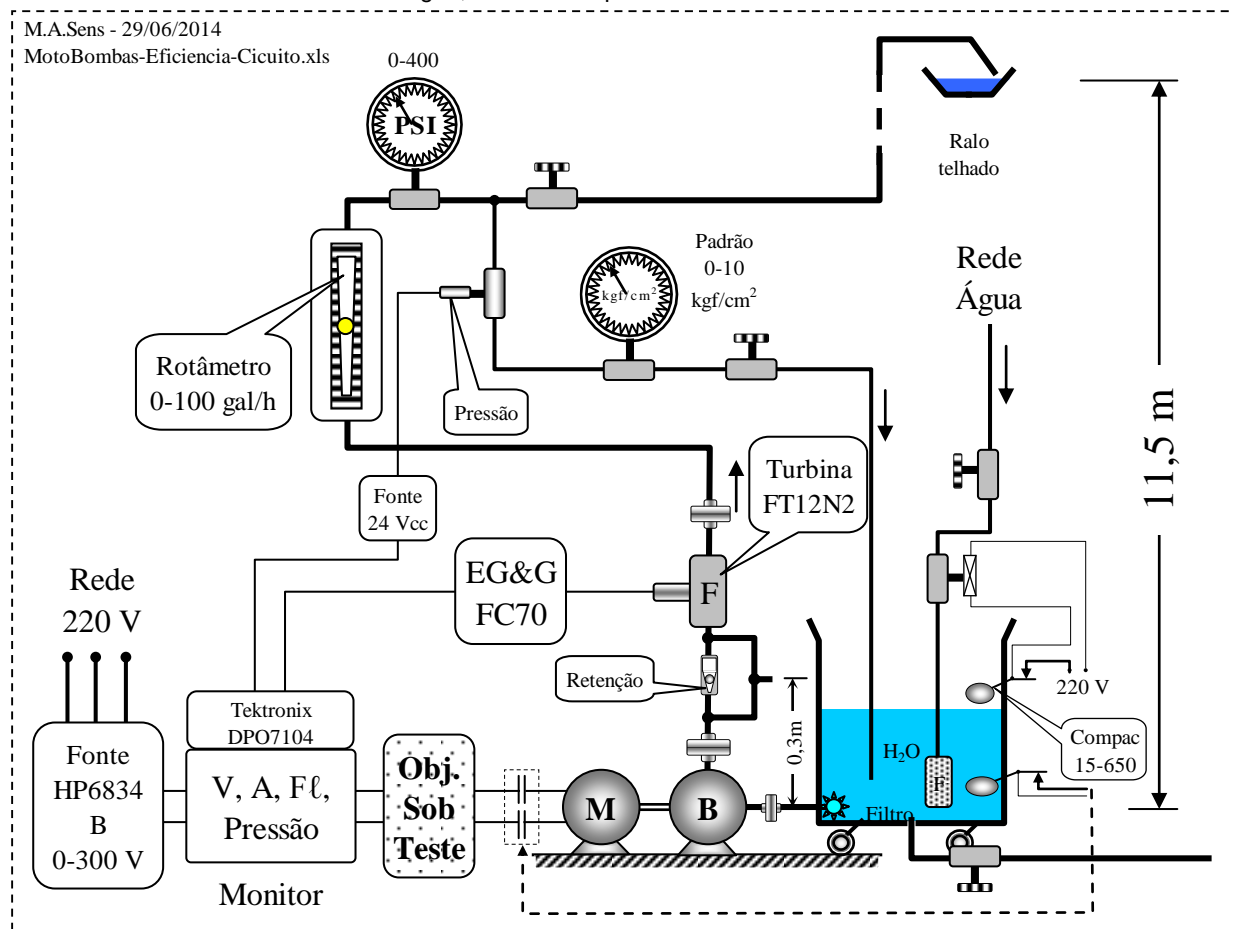 M.A.Sens - 29/06/2014
MotoBombas-Eficiencia-Cicuito.xls
0-400
PSI
Ralo
telhado
Padrão
0-10
kgf/cm²
kgf/cm²
Rede
Água
Rotâmetro
0-100 gal/h
Pressão
11,5 m
Turbina
FT12N2
Fonte
24 Vcc
EG&G
FC70
F
Rede
220 V
Retenção
220 V
Tektronix
DPO7104
0,3m
H₂O
Compac
15-650
Fonte
HP6834
B
0-300 V
V, A, Fℓ,
Pressão
Obj.
Sob
Teste
M
B
F
Filtro
Monitor